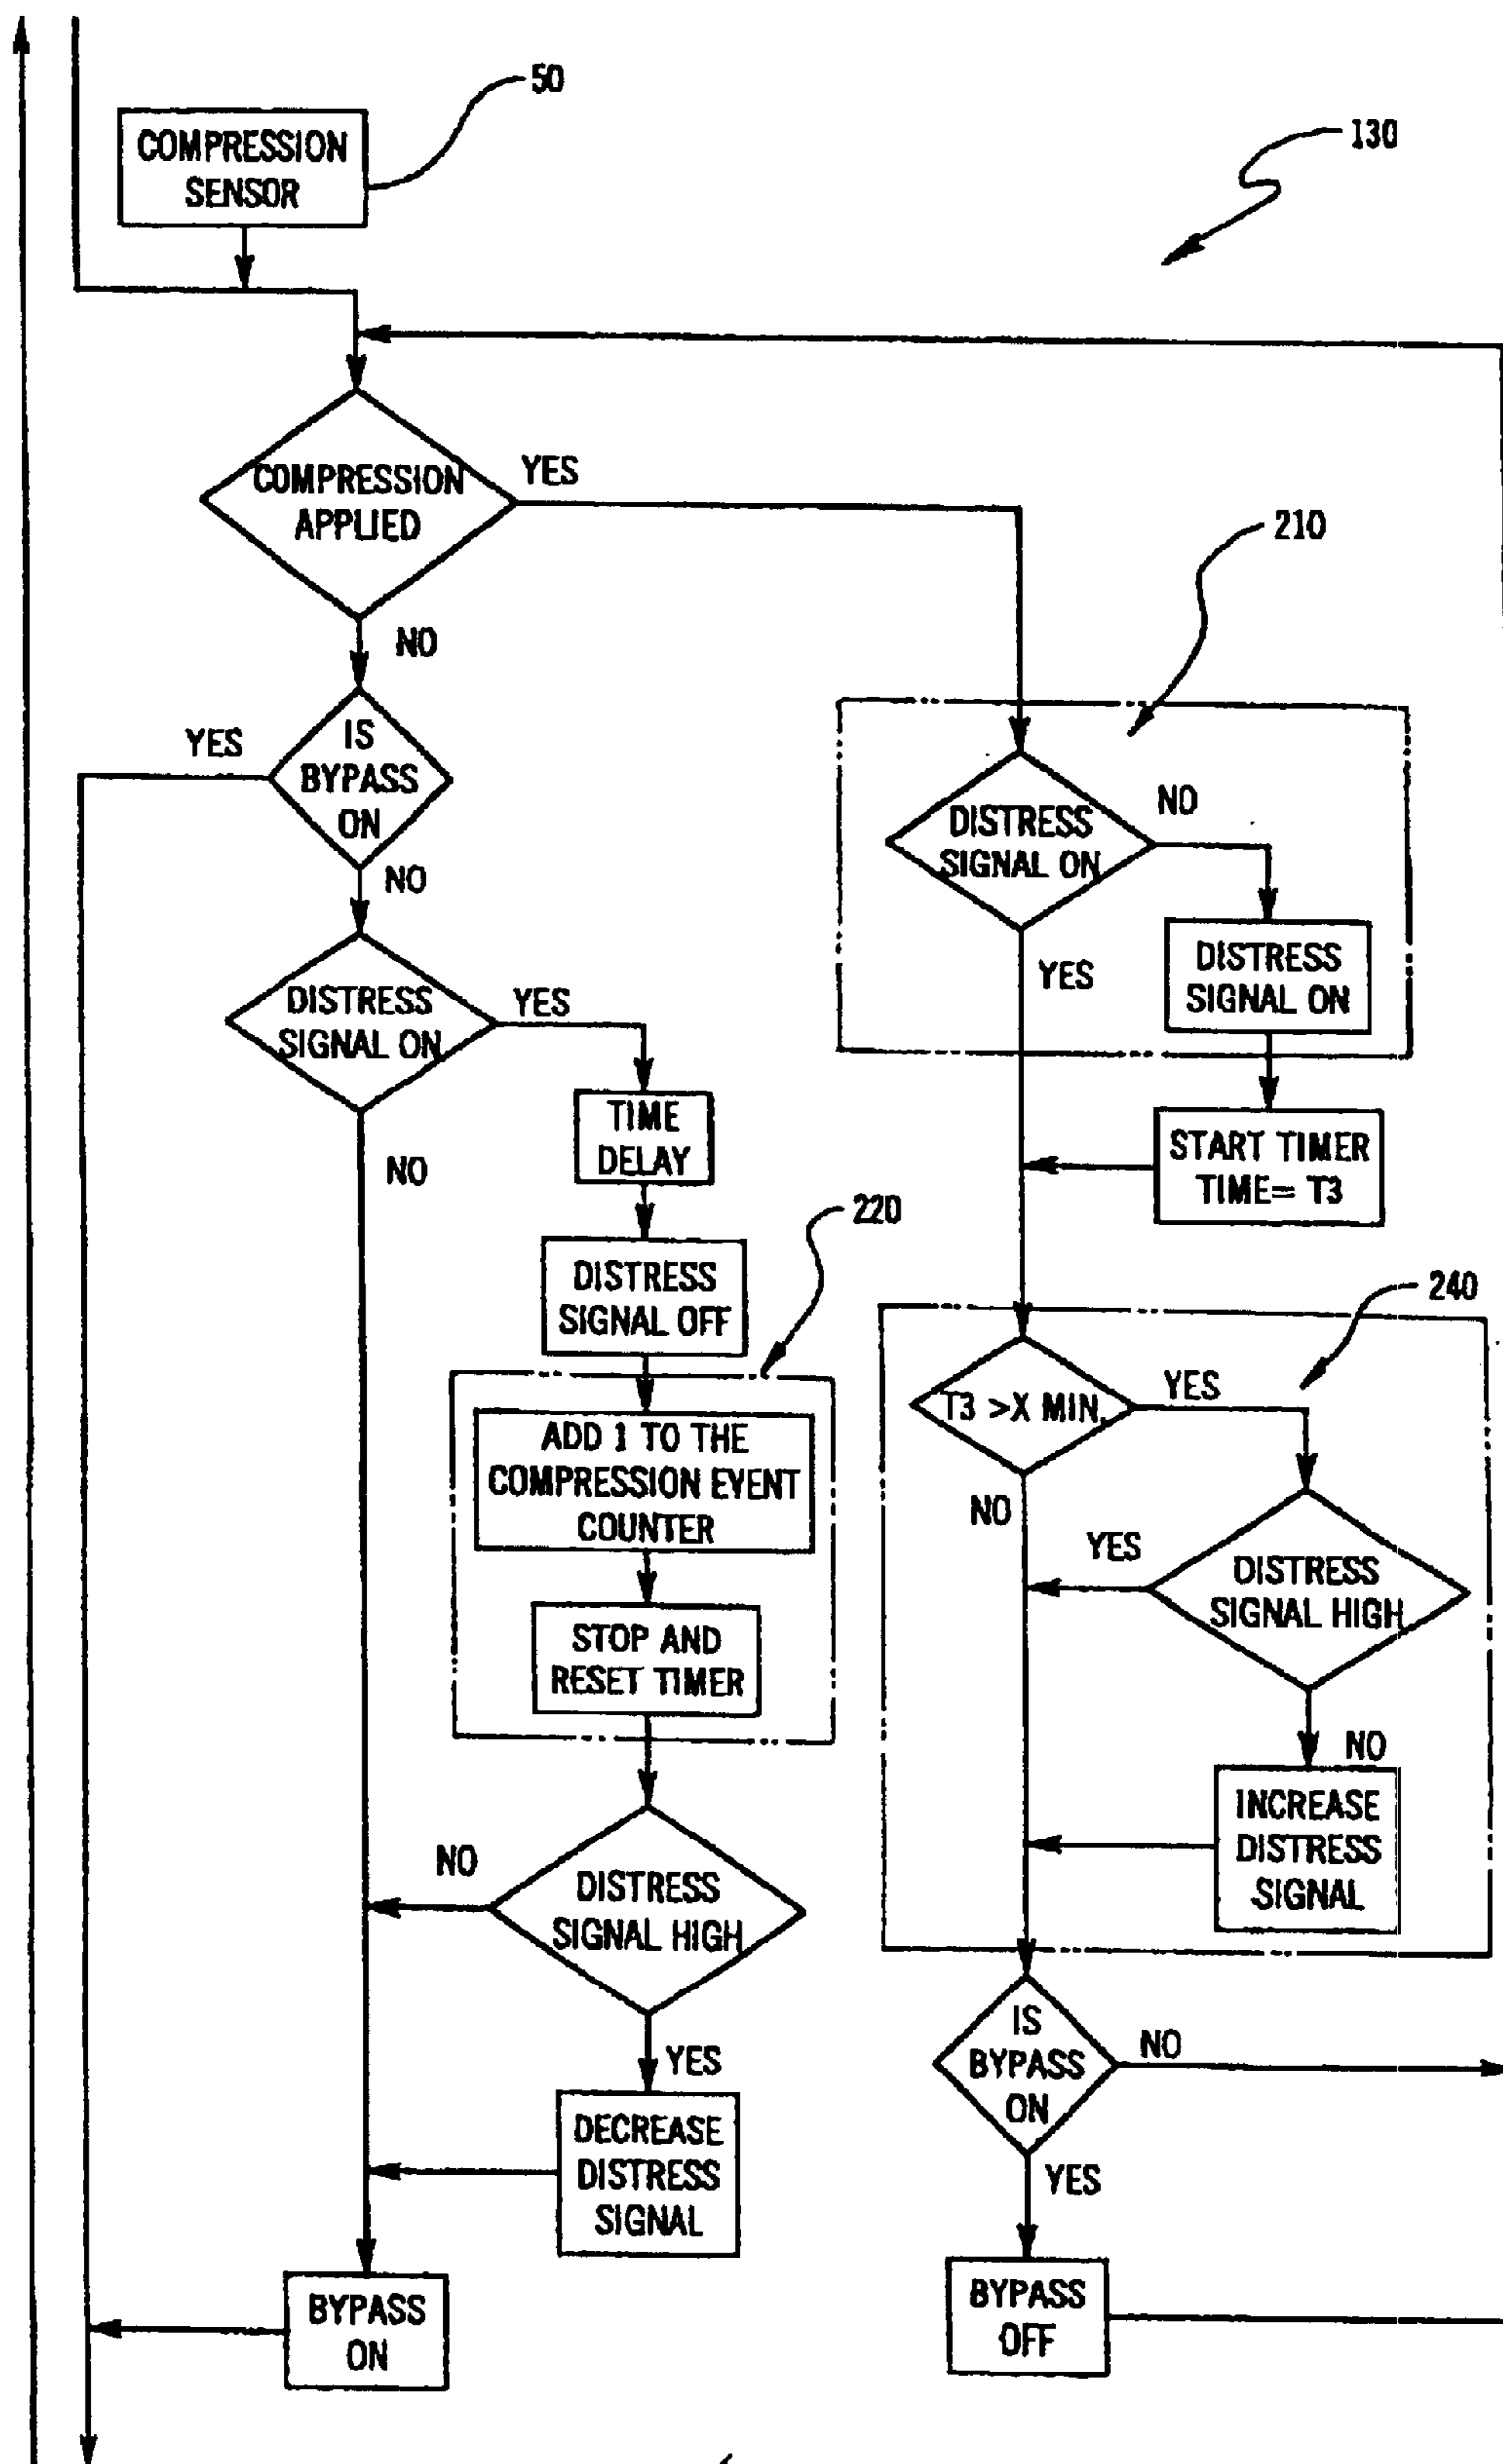 50
COMPRESSION
SENSOR
130
COMPRESSION
APPLIED
YES
NO
210
IS
BYPASS
ON
YES
NO
DISTRESS
SIGNAL ON
NO
YES
DISTRESS
SIGNAL ON
START TIMER
TIME= T3
DISTRESS
SIGNAL ON
YES
NO
TIME
DELAY
DISTRESS
SIGNAL OFF
220
ADD 1 TO THE
COMPRESSION EVENT
COUNTER
STOP AND
RESET TIMER
240
T3 >X MIN.
YES
NO
DISTRESS
SIGNAL HIGH
YES
NO
INCREASE
DISTRESS
SIGNAL
DISTRESS
SIGNAL HIGH
NO
YES
DECREASE
DISTRESS
SIGNAL
IS
BYPASS
ON
NO
YES
BYPASS
ON
BYPASS
OFF